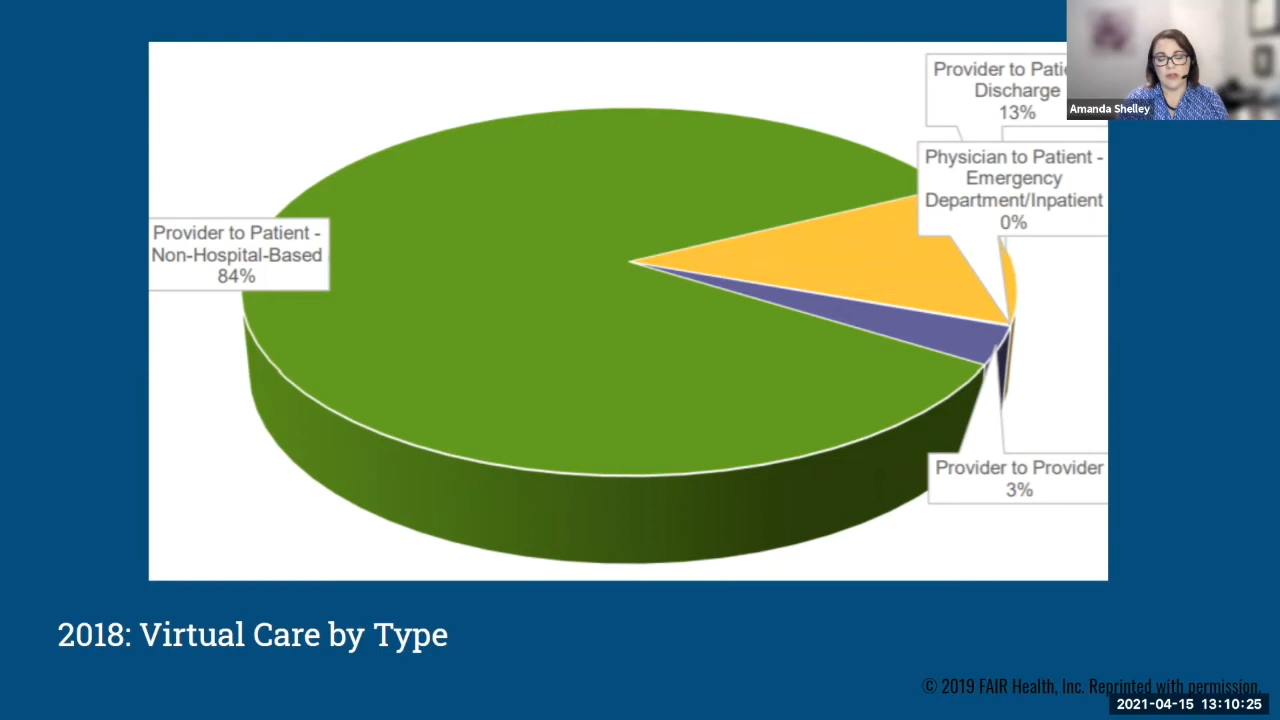 Provider to Patie
Discharge
13%
Amanda Shelley
Physician to Patient -
Emergency
Department/Inpatient
0%
Provider to Patient -
Non-Hospital-Based
84%
Provider to Provider
3%
2018: Virtual Care by Type
© 2019 FAIR Health, Inc. Reprinted with permission.
2021-04-15 13:10:25